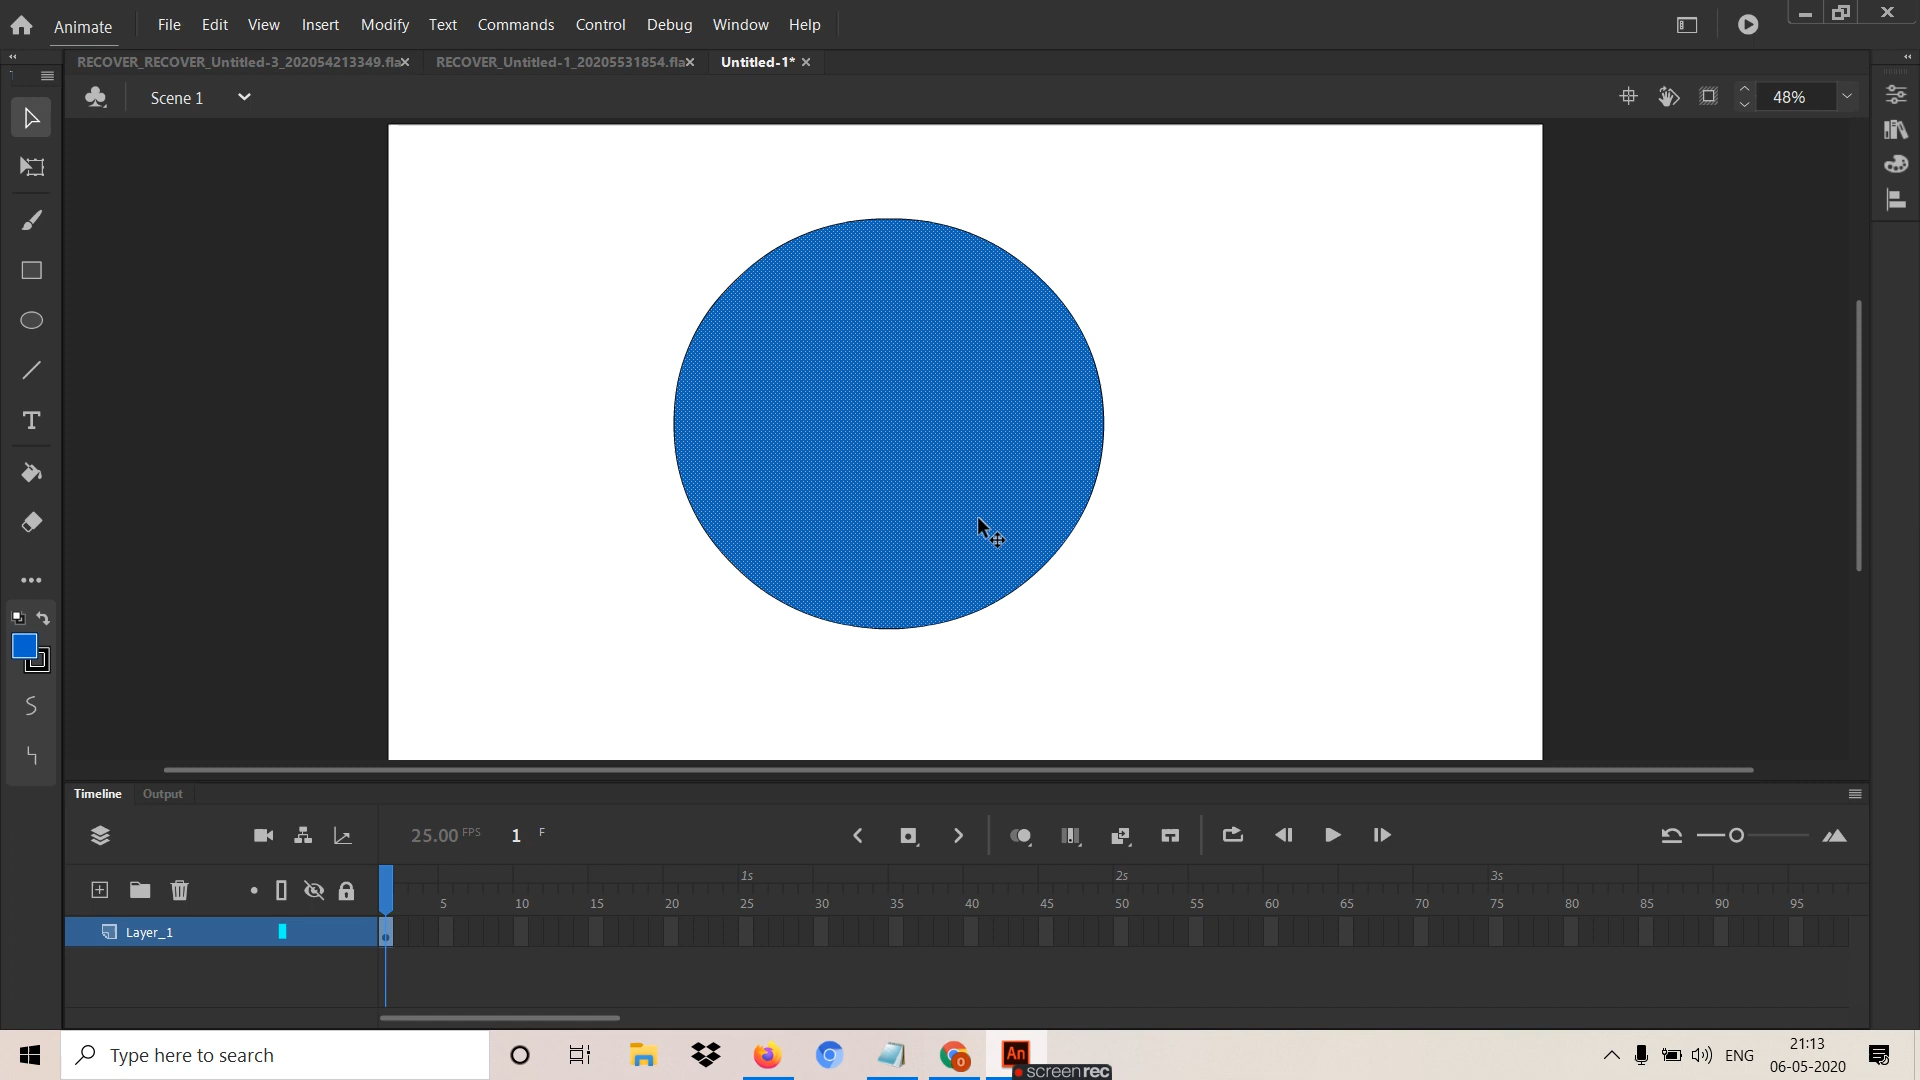 Animate File Edit View Insert Modify Text Commands Control Debug Window Help
RECOVER_RECOVER_Untitled-3_202054213349.fla RECOVER_Untitled-1_20205531854.fla Untitled-1*
Scene 1 48%
T
Timeline Output
25.00 FPS 1 F
1s 2s 3s
5 10 15 20 25 30 35 40 45 50 55 60 65 70 75 80 85 90 95
Layer_1
Type here to search An ENG 21:13
screenrec 06-05-2020